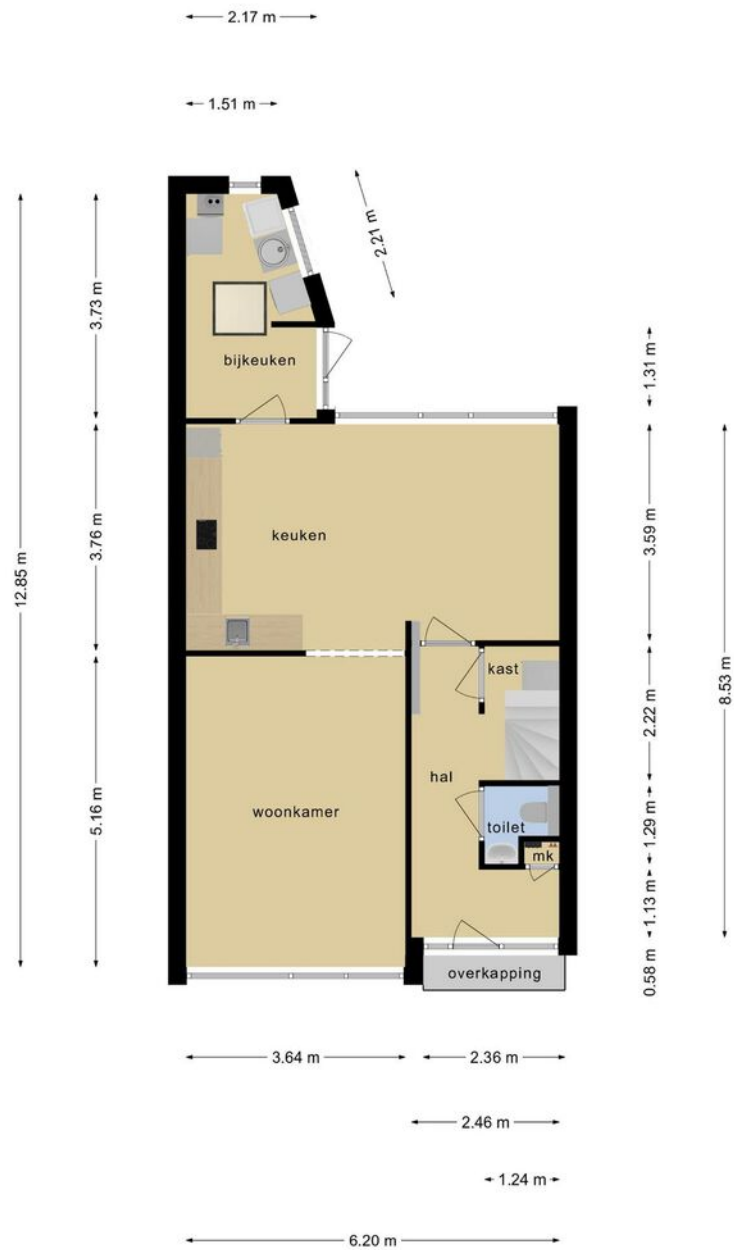 2.17 m
1.51 m
2.21 m
3.73 m
bijkeuken
1.31 m
12.85 m
3.76 m
keuken
3.59 m
8.53 m
kast
2.22 m
hal
5.16 m
woonkamer
toilet
1.29 m
mk
1.13 m
overkapping
0.58 m
3.64 m
2.36 m
2.46 m
1.24 m
6.20 m